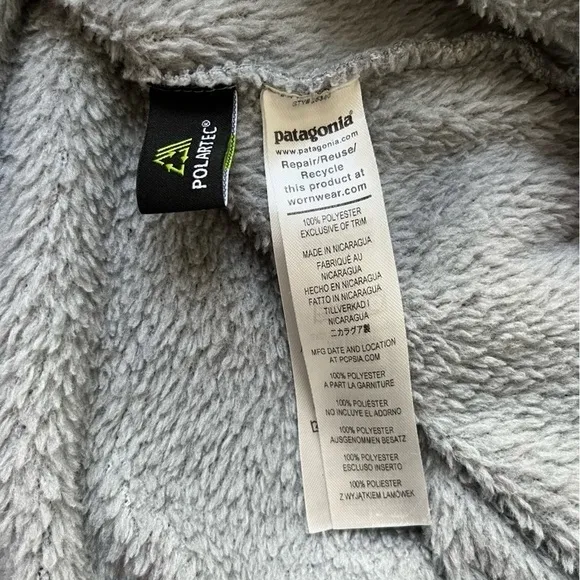 POLARTEC®
patagonia®
www.patagonia.com
Repair/Reuse/
Recycle
this product at
wornwear.com
100% POLYESTER
EXCLUSIVE OF TRIM
MADE IN NICARAGUA
FABRIQUÉ AU
NICARAGUA
HECHO EN NICARAGUA
FATTO IN NICARAGUA
TILLVERKAD I
NICARAGUA
ニカラグア製
MFG DATE AND LOCATION
AT PCPSIA.COM
100% POLYESTER
A PART LA GARNITURE
100% POLIÉSTER
NO INCLUYE EL ADORNO
100% POLYESTER
AUSGENOMMEN BESATZ
100% POLIESTERE
ESCLUSO INSERTO
100% POLYESTER
Z WYJĄTKIEM LAMÓWEK